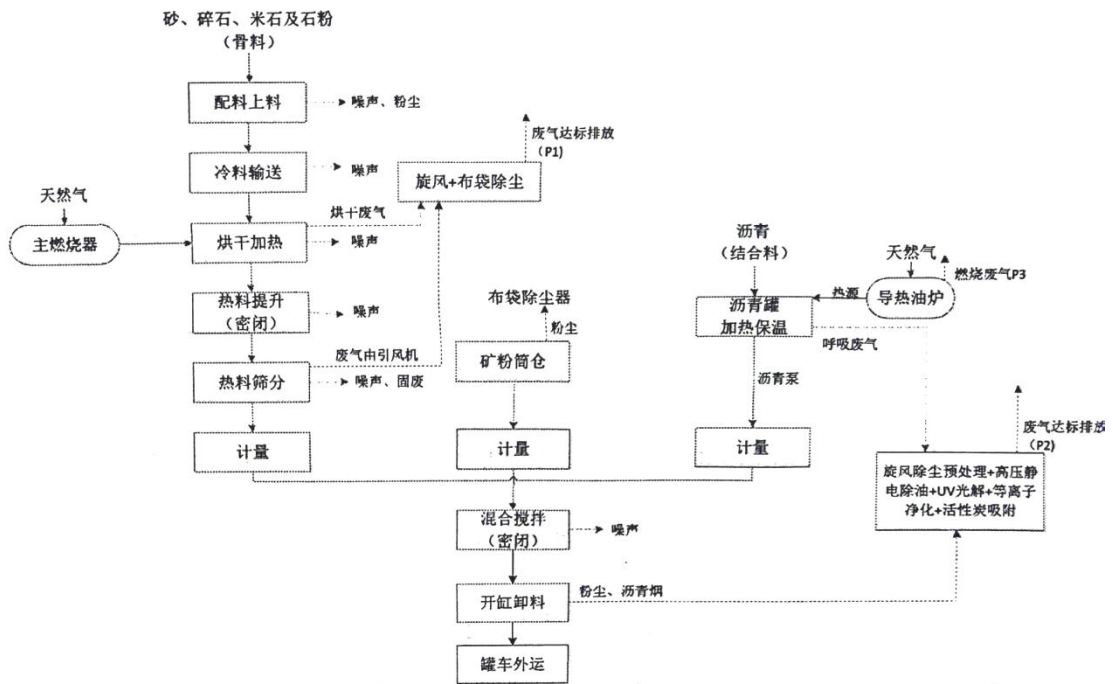 砂、碎石、米石及石粉
（骨料）
配料上料
噪声、粉尘
冷料输送
噪声
天然气
主燃烧器
烘干加热
烘干废气
噪声
旋风+布袋除尘
废气达标排放
（P1)
热料提升
（密闭）
噪声
热料筛分
废气由引风机
噪声、固废
计量
布袋除尘器
粉尘
矿粉筒仓
计量
沥青
（结合料）
沥青罐
加热保温
热源
天然气
导热油炉
燃烧废气P3
呼吸废气
沥青泵
计量
废气达标排放
（P2)
旋风除尘预处理+高压静
电除油+UV光解+等离子
净化+活性炭吸附
混合搅拌
（密闭）
噪声
开缸卸料
粉尘、沥青烟
罐车外运